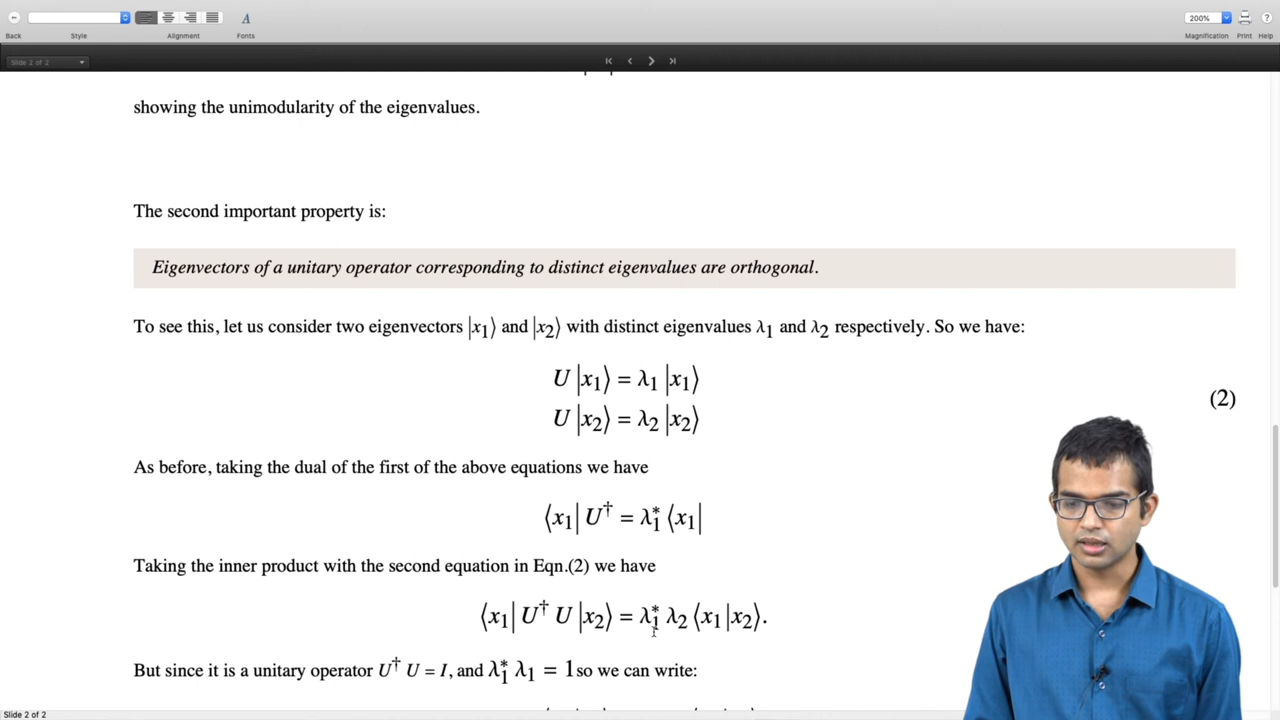 200%
Back Style Alignment Fonts Magnification Print Help
Slide 2 of 2
showing the unimodularity of the eigenvalues.
The second important property is:
Eigenvectors of a unitary operator corresponding to distinct eigenvalues are orthogonal.
To see this, let us consider two eigenvectors |x₁⟩ and |x₂⟩ with distinct eigenvalues λ₁ and λ₂ respectively. So we have:
U |x₁⟩ = λ₁ |x₁⟩
U |x₂⟩ = λ₂ |x₂⟩
(2)
As before, taking the dual of the first of the above equations we have
⟨x₁| U† = λ₁* ⟨x₁|
Taking the inner product with the second equation in Eqn.(2) we have
⟨x₁| U† U |x₂⟩ = λ₁* λ₂ ⟨x₁|x₂⟩.
But since it is a unitary operator U† U = I, and λ₁* λ₁ = 1 so we can write:
Slide 2 of 2